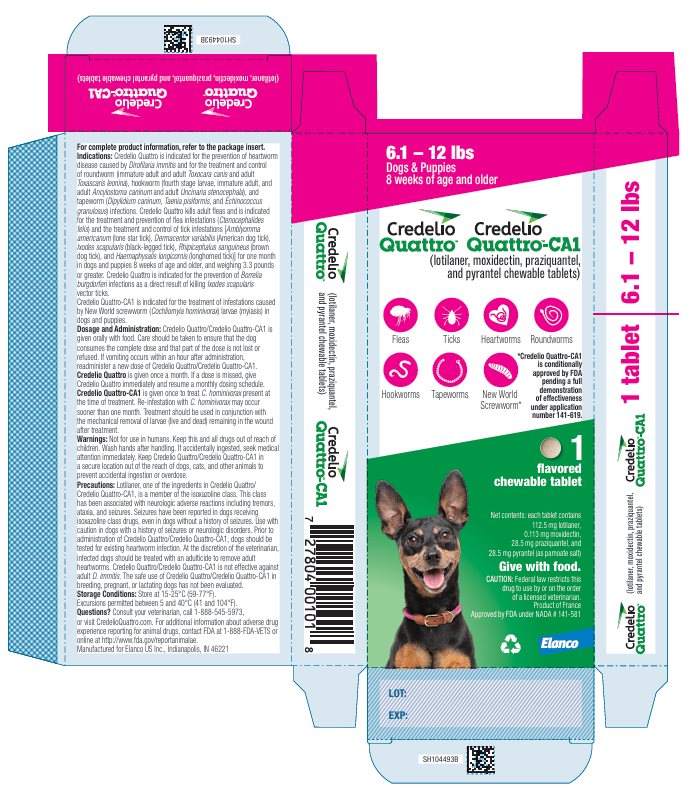 SH104493B
Credelio Quattro Credelio Quattro-CA1
(lotilaner, moxidectin, praziquantel, and pyrantel chewable tablets)
For complete product information, refer to the package insert.
Indications: Credelio Quattro is indicated for the prevention of heartworm
disease caused by Dirofilaria immitis and for the treatment and control
of roundworm (immature adult and adult Toxocara canis and adult
Toxascaris leonina), hookworm (fourth stage larvae, immature adult, and
adult Ancylostoma caninum and adult Uncinaria stenocephala), and
tapeworm (Dipylidium caninum, Taenia pisiformis, and Echinococcus
granulosus) infections. Credelio Quattro kills adult fleas and is indicated
for the treatment and prevention of flea infestations (Ctenocephalides
felis) and the treatment and control of tick infestations [Amblyomma
americanum (lone star tick), Dermacentor variabilis (American dog tick),
Ixodes scapularis (black-legged tick), Rhipicephalus sanguineus (brown
dog tick), and Haemaphysalis longicornis (longhorned tick)] for one month
in dogs and puppies 8 weeks of age and older, and weighing 3.3 pounds
or greater. Credelio Quattro is indicated for the prevention of Borrelia
burgdorferi infections as a direct result of killing Ixodes scapularis
vector ticks.
Credelio Quattro-CA1 is indicated for the treatment of infestations caused
by New World screwworm (Cochliomyia hominivorax) larvae (myiasis) in
dogs and puppies.
Dosage and Administration: Credelio Quattro/Credelio Quattro-CA1 is
given orally with food. Care should be taken to ensure that the dog
consumes the complete dose and that part of the dose is not lost or
refused. If vomiting occurs within an hour after administration,
readminister a new dose of Credelio Quattro/Credelio Quattro-CA1.
Credelio Quattro is given once a month. If a dose is missed, give
Credelio Quattro immediately and resume a monthly dosing schedule.
Credelio Quattro-CA1 is given once to treat C. hominivorax present at
the time of treatment. Re-infestation with C. hominivorax may occur
sooner than one month. Treatment should be used in conjunction with
the mechanical removal of larvae (live and dead) remaining in the wound
after treatment.
Warnings: Not for use in humans. Keep this and all drugs out of reach of
children. Wash hands after handling. If accidentally ingested, seek medical
attention immediately. Keep Credelio Quattro/Credelio Quattro-CA1 in
a secure location out of the reach of dogs, cats, and other animals to
prevent accidental ingestion or overdose.
Precautions: Lotilaner, one of the ingredients in Credelio Quattro/
Credelio Quattro-CA1, is a member of the isoxazoline class. This class
has been associated with neurologic adverse reactions including tremors,
ataxia, and seizures. Seizures have been reported in dogs receiving
isoxazoline class drugs, even in dogs without a history of seizures. Use with
caution in dogs with a history of seizures or neurologic disorders. Prior to
administration of Credelio Quattro/Credelio Quattro-CA1, dogs should be
tested for existing heartworm infection. At the discretion of the veterinarian,
infected dogs should be treated with an adulticide to remove adult
heartworms. Credelio Quattro/Credelio Quattro-CA1 is not effective against
adult D. immitis. The safe use of Credelio Quattro/Credelio Quattro-CA1 in
breeding, pregnant, or lactating dogs has not been evaluated.
Storage Conditions: Store at 15-25°C (59-77°F).
Excursions permitted between 5 and 40°C (41 and 104°F).
Questions? Consult your veterinarian, call 1-888-545-5973,
or visit CredelioQuattro.com. For additional information about adverse drug
experience reporting for animal drugs, contact FDA at 1-888-FDA-VETS or
online at http://www.fda.gov/reportanimalae.
Manufactured for Elanco US Inc., Indianapolis, IN 46221
Credelio
Quattro
(lotilaner, moxidectin, praziquantel,
and pyrantel chewable tablets)
Credelio
Quattro-CA1
7 27804 00101 8
6.1 – 12 lbs
Dogs & Puppies
8 weeks of age and older
Credelio Credelio
Quattro™ Quattro™-CA1
(lotilaner, moxidectin, praziquantel,
and pyrantel chewable tablets)
Fleas Ticks Heartworms Roundworms
Hookworms Tapeworms New World
Screwworm*
*Credelio Quattro-CA1
is conditionally
approved by FDA
pending a full
demonstration
of effectiveness
under application
number 141-619.
1
flavored
chewable tablet
Net contents: each tablet contains
112.5 mg lotilaner,
0.113 mg moxidectin,
28.5 mg praziquantel, and
28.5 mg pyrantel (as pamoate salt)
Give with food.
CAUTION: Federal law restricts this
drug to use by or on the order
of a licensed veterinarian.
Product of France
Approved by FDA under NADA # 141-581
Elanco
LOT:
EXP:
SH104493B
1 tablet 6.1 – 12 lbs
Credelio
Quattro™
(lotilaner, moxidectin, praziquantel,
and pyrantel chewable tablets)
Credelio
Quattro™-CA1